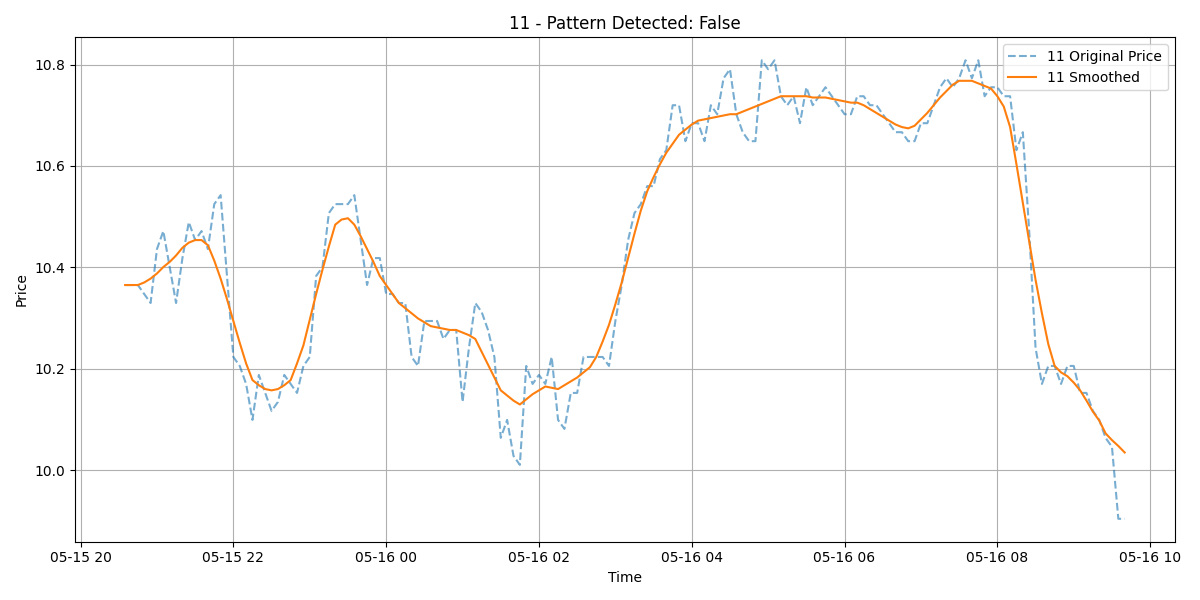 11 - Pattern Detected: False
11 Original Price
11 Smoothed
Price
10.8
10.6
10.4
10.2
10.0
05-15 20
05-15 22
05-16 00
05-16 02
05-16 04
05-16 06
05-16 08
05-16 10
Time